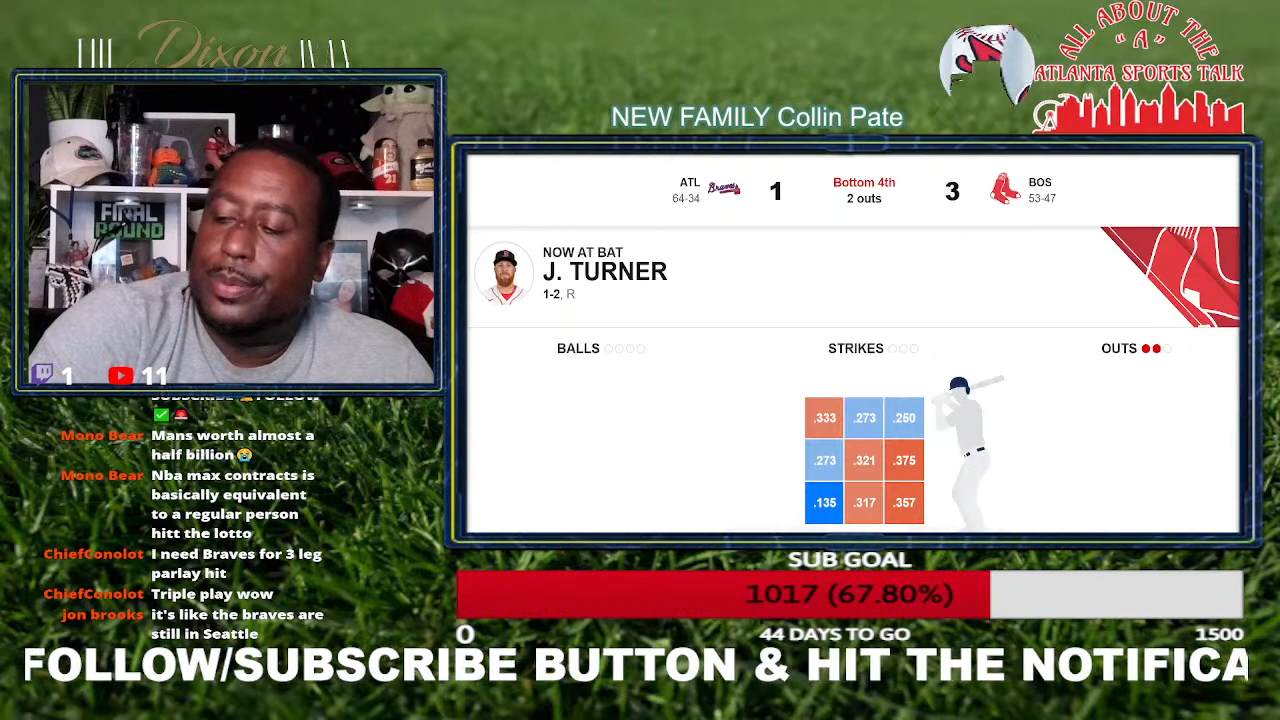 Dixon
ALL ABOUT THE
"A"
ATLANTA SPORTS TALK
NEW FAMILY Collin Pate
FINAL
ROUND
21
ATL
64-34
Braves
1
Bottom 4th
2 outs
3
BOS
53-47
NOW AT BAT
J. TURNER
1-2, R
BALLS
STRIKES
OUTS
.333 .273 .250
.273 .321 .375
.135 .317 .357
1 11
SUBSCRIBE FOLLOW
✅ 🚨
Mono Bear Mans worth almost a
half billion 😭
Mono Bear Nba max contracts is
basically equivalent
to a regular person
hitt the lotto
ChiefConolot I need Braves for 3 leg
parlay hit
ChiefConolot Triple play wow
jon brooks it's like the braves are
still in Seattle
SUB GOAL
1017 (67.80%)
0 44 DAYS TO GO 1500
FOLLOW/SUBSCRIBE BUTTON & HIT THE NOTIFICA